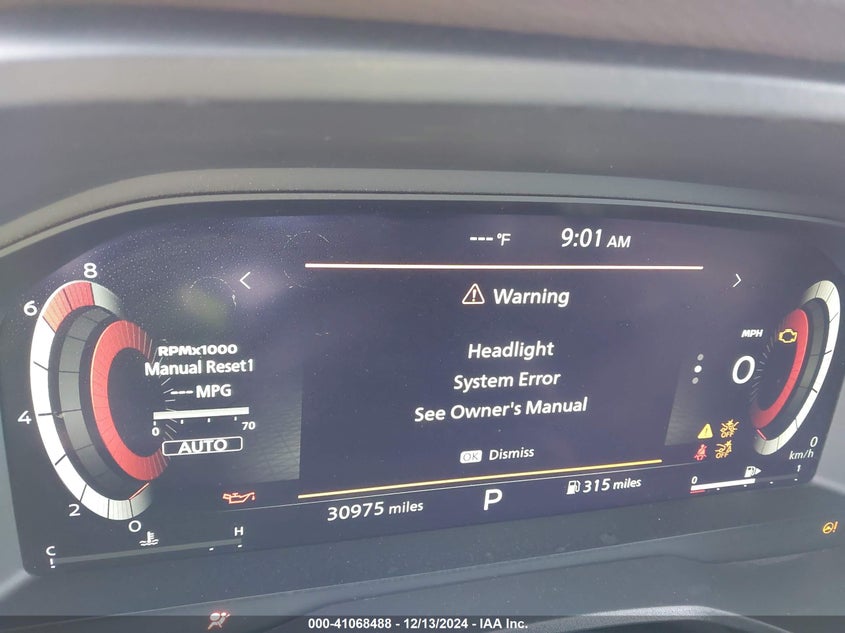 --- °F 9:01 AM
8
6
4
2
0
RPMx1000
Manual Reset1
--- MPG
0 70
AUTO
C H
Warning
Headlight
System Error
See Owner's Manual
OK Dismiss
30975 miles
P
315 miles
MPH
0
0
km/h
0 1
000-41068488 - 12/13/2024 - IAA Inc.